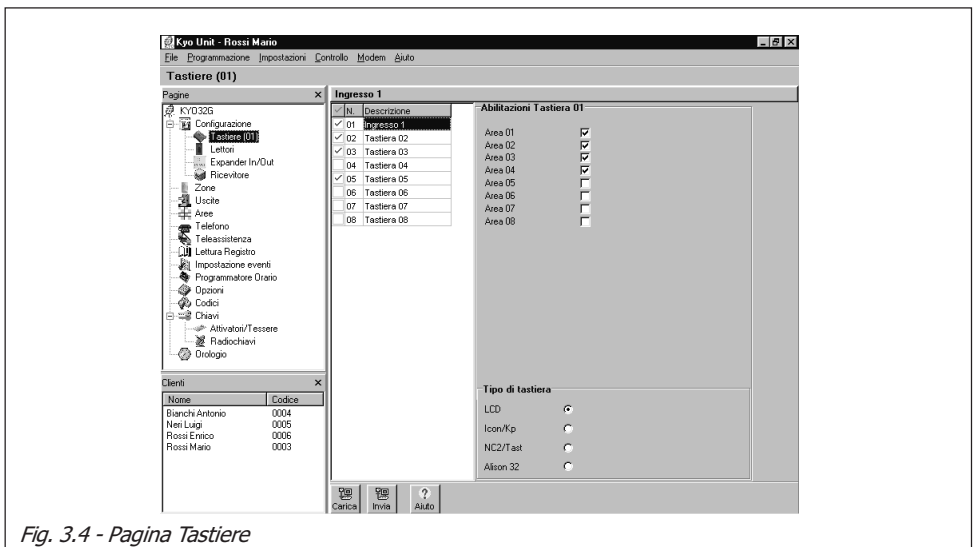 Kyo Unit - Rossi Mario
File Programmazione Impostazioni Controllo Modem Aiuto
Tastiere (01)
Pagine
KYO32G
Configurazione
Tastiere (01)
Lettori
Expander In/Out
Ricevitore
Zone
Uscite
Aree
Telefono
Teleassistenza
Lettura Registro
Impostazione eventi
Programmatore Orario
Opzioni
Codici
Chiavi
Attivatori/Tessere
Radiochiavi
Orologio
Clienti
Nome Codice
Bianchi Antonio 0004
Neri Luigi 0005
Rossi Enrico 0006
Rossi Mario 0003
Ingresso 1
N. Descrizione
01 Ingresso 1
02 Tastiera 02
03 Tastiera 03
04 Tastiera 04
05 Tastiera 05
06 Tastiera 06
07 Tastiera 07
08 Tastiera 08
Abilitazioni Tastiera 01
Area 01
Area 02
Area 03
Area 04
Area 05
Area 06
Area 07
Area 08
Tipo di tastiera
LCD
Icon/Kp
NC2/Tast
Alison 32
Carica Invia Aiuto
Fig. 3.4 - Pagina Tastiere